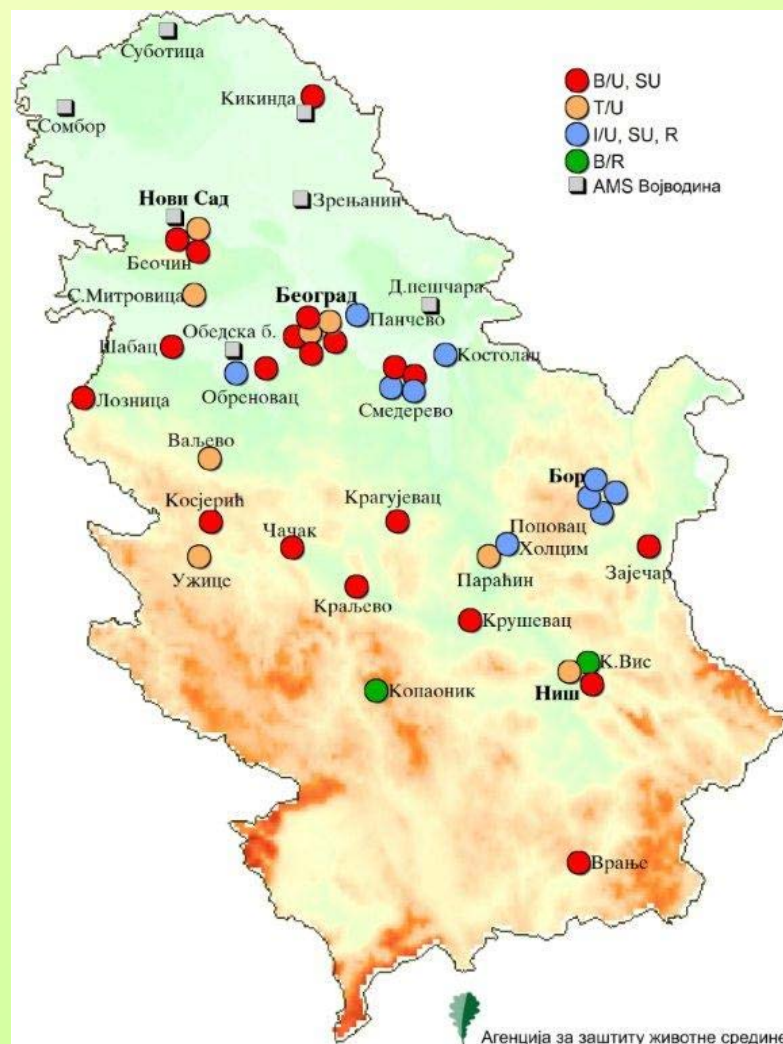 Суботица
Кикинда
Сомбор
B/U, SU
T/U
I/U, SU, R
B/R
AMS Војводина
Нови Сад
Зрењанин
Беочин
С.Митровица
Београд
Д.пешчара
Панчево
Обедска б.
Шабац
Костолац
Обреновац
Смедерево
Лозница
Ваљево
Бор
Косјерић
Крагујевац
Чачак
Поповац
Холцим
Ужице
Параћин
Зајечар
Краљево
Крушевац
К.Вис
Копаоник
Ниш
Врање
Агенција за заштиту животне средине